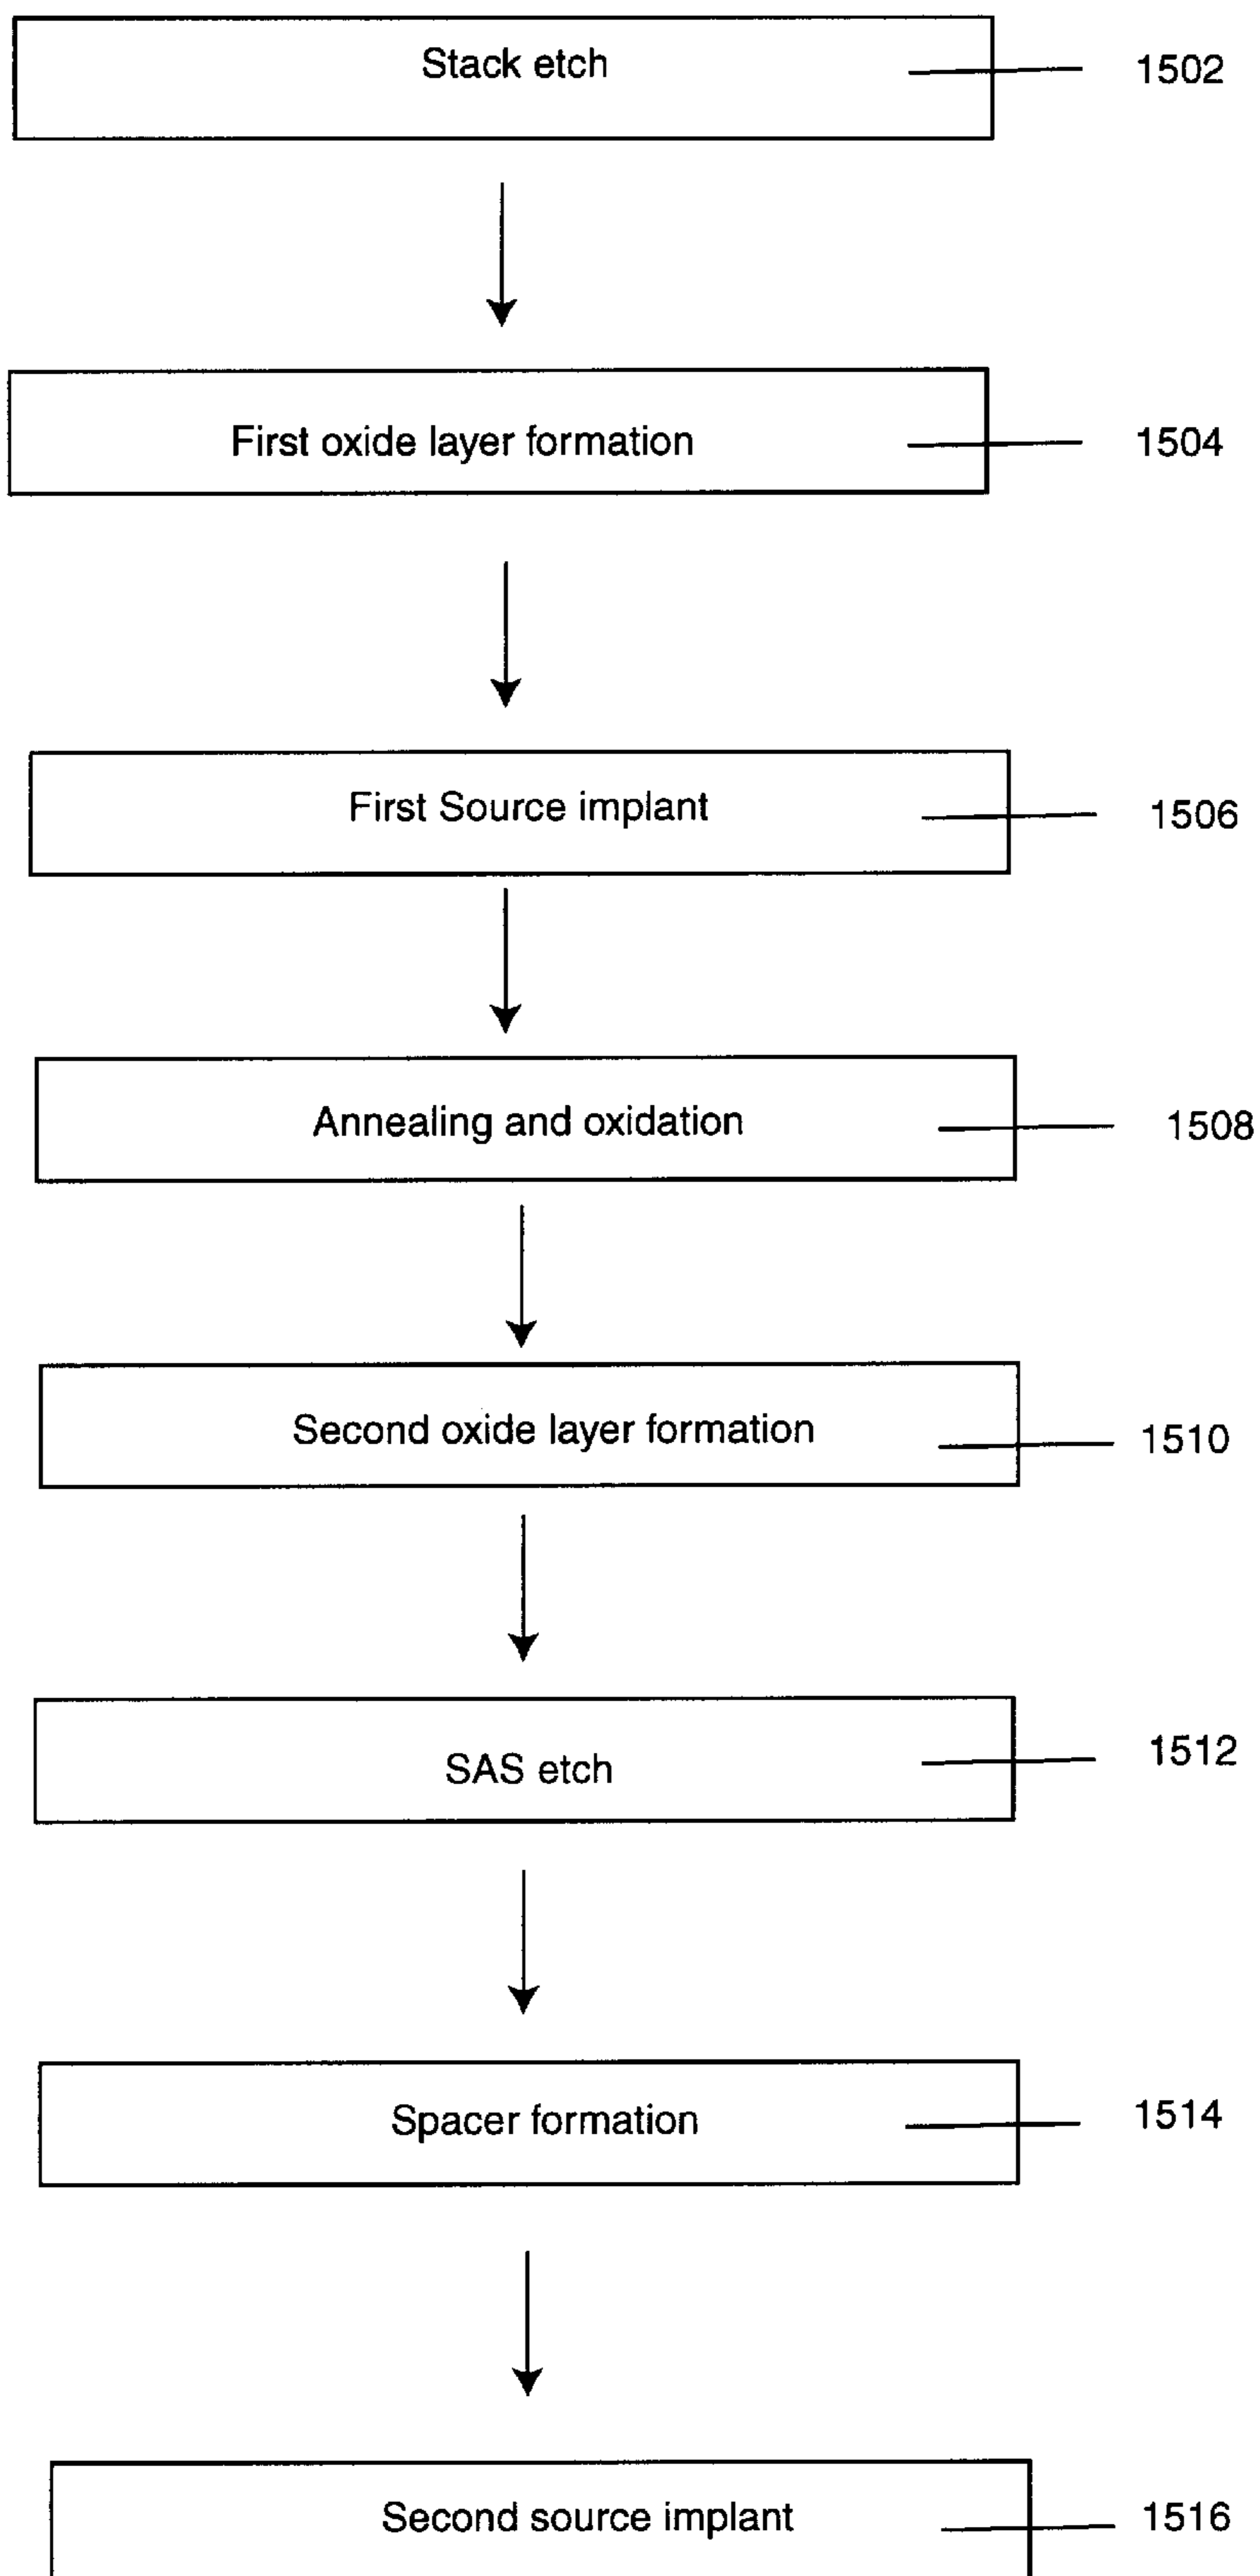 Stack etch
1502
First oxide layer formation
1504
First Source implant
1506
Annealing and oxidation
1508
Second oxide layer formation
1510
SAS etch
1512
Spacer formation
1514
Second source implant
1516